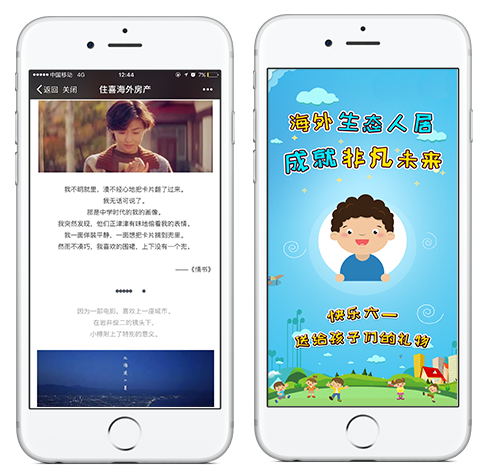 中国移动 4G 12:44 7%
返回 关闭 住喜海外房产
我不明就里，漫不经心地把卡片翻了过来。
我无话可说了。
那是中学时代的我的画像。
我突然发现，他们正津津有味地偷看我的表情。
我一面佯装平静，一面想把卡片揣到兜里。
然而不凑巧，我喜欢的围裙，上下没有一个兜。
——《情书》
因为一部电影，喜欢上一座城市。
在岩井俊二的镜头下，
小樽附上了特别的意义。
海外生态人居
成就非凡未来
快乐六一
送给孩子们的礼物